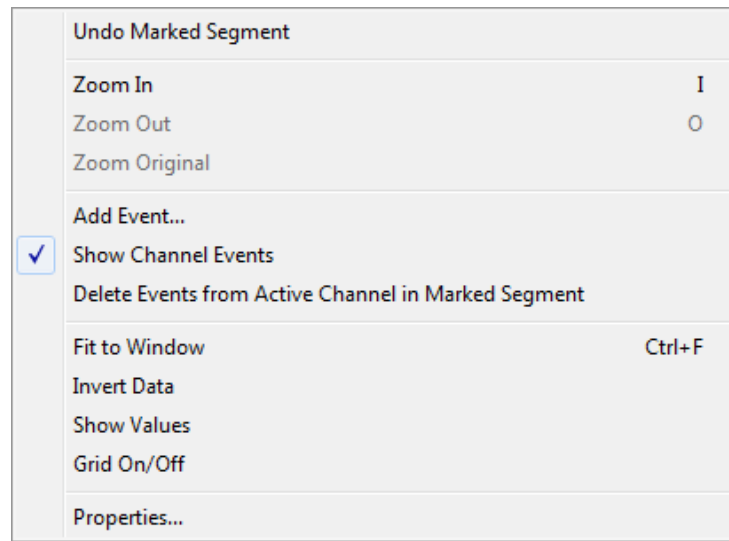 Undo Marked Segment
Zoom In I
Zoom Out O
Zoom Original
Add Event...
Show Channel Events
Delete Events from Active Channel in Marked Segment
Fit to Window Ctrl+F
Invert Data
Show Values
Grid On/Off
Properties...